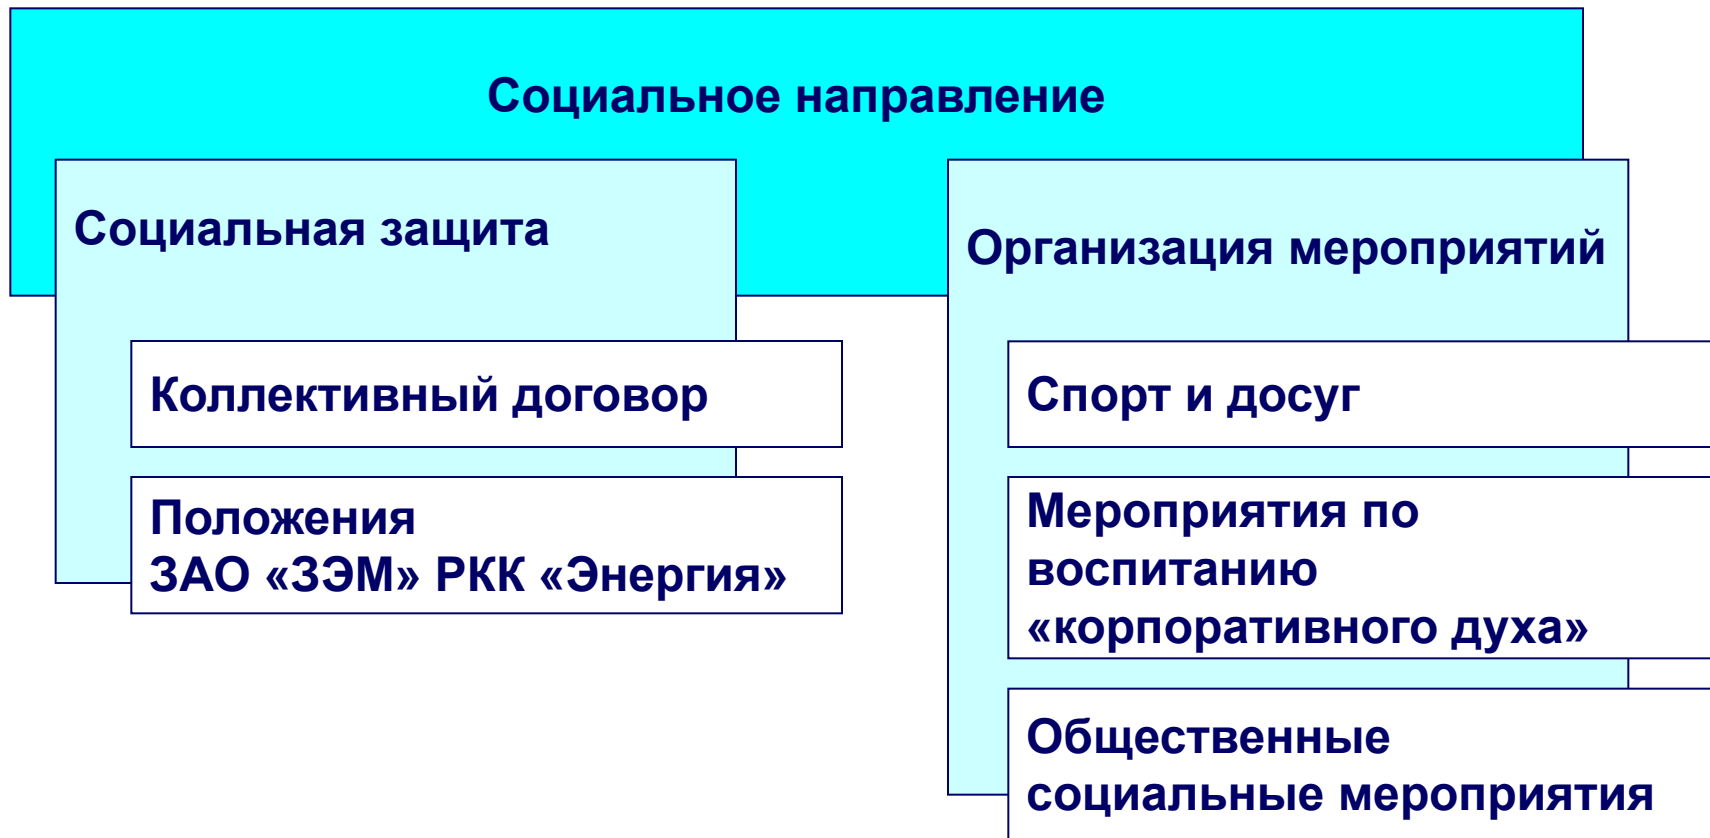 Социальное направление
Социальная защита
Коллективный договор
Положения
ЗАО «ЗЭМ» РКК «Энергия»
Организация мероприятий
Спорт и досуг
Мероприятия по
воспитанию
«корпоративного духа»
Общественные
социальные мероприятия